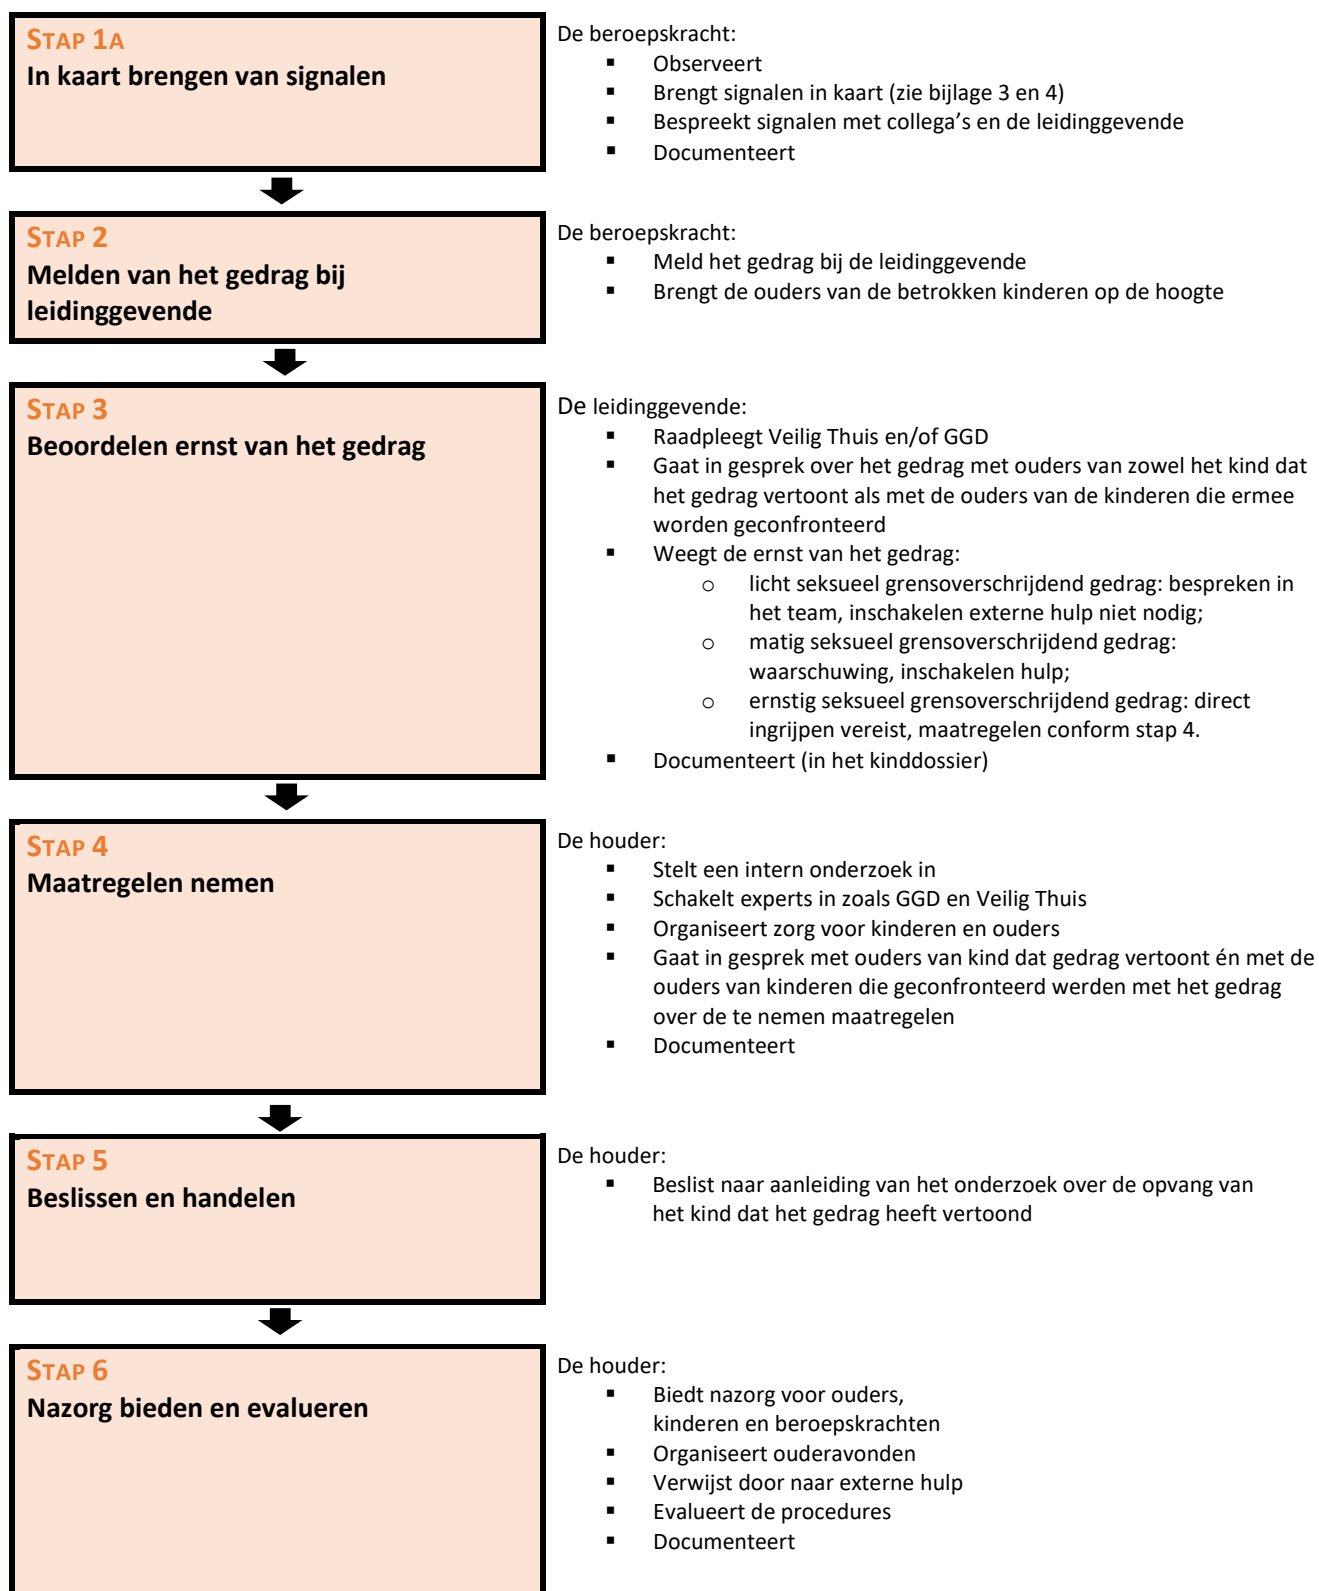 STAP 1A
In kaart brengen van signalen
De beroepskracht:
▪ Observeert
▪ Brengt signalen in kaart (zie bijlage 3 en 4)
▪ Bespreekt signalen met collega's en de leidinggevende
▪ Documenteert
STAP 2
Melden van het gedrag bij
leidinggevende
De beroepskracht:
▪ Meld het gedrag bij de leidinggevende
▪ Brengt de ouders van de betrokken kinderen op de hoogte
STAP 3
Beoordelen ernst van het gedrag
De leidinggevende:
▪ Raadpleegt Veilig Thuis en/of GGD
▪ Gaat in gesprek over het gedrag met ouders van zowel het kind dat
het gedrag vertoont als met de ouders van de kinderen die ermee
worden geconfronteerd
▪ Weegt de ernst van het gedrag:
o licht seksueel grensoverschrijdend gedrag: bespreken in
het team, inschakelen externe hulp niet nodig;
o matig seksueel grensoverschrijdend gedrag:
waarschuwing, inschakelen hulp;
o ernstig seksueel grensoverschrijdend gedrag: direct
ingrijpen vereist, maatregelen conform stap 4.
▪ Documenteert (in het kinddossier)
STAP 4
Maatregelen nemen
De houder:
▪ Stelt een intern onderzoek in
▪ Schakelt experts in zoals GGD en Veilig Thuis
▪ Organiseert zorg voor kinderen en ouders
▪ Gaat in gesprek met ouders van kind dat gedrag vertoont én met de
ouders van kinderen die geconfronteerd werden met het gedrag
over de te nemen maatregelen
▪ Documenteert
STAP 5
Beslissen en handelen
De houder:
▪ Beslist naar aanleiding van het onderzoek over de opvang van
het kind dat het gedrag heeft vertoond
STAP 6
Nazorg bieden en evalueren
De houder:
▪ Biedt nazorg voor ouders,
kinderen en beroepskrachten
▪ Organiseert ouderavonden
▪ Verwijst door naar externe hulp
▪ Evalueert de procedures
▪ Documenteert